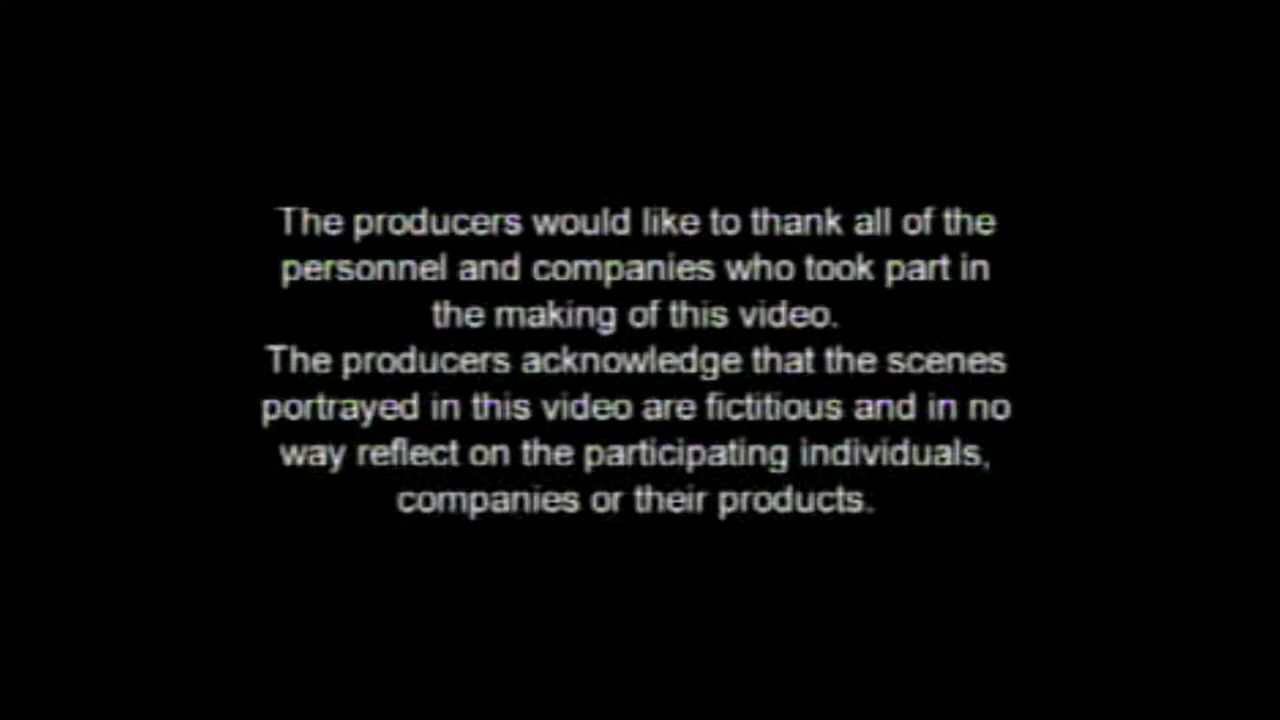 The producers would like to thank all of the
personnel and companies who took part in
the making of this video.
The producers acknowledge that the scenes
portrayed in this video are fictitious and in no
way reflect on the participating individuals,
companies or their products.